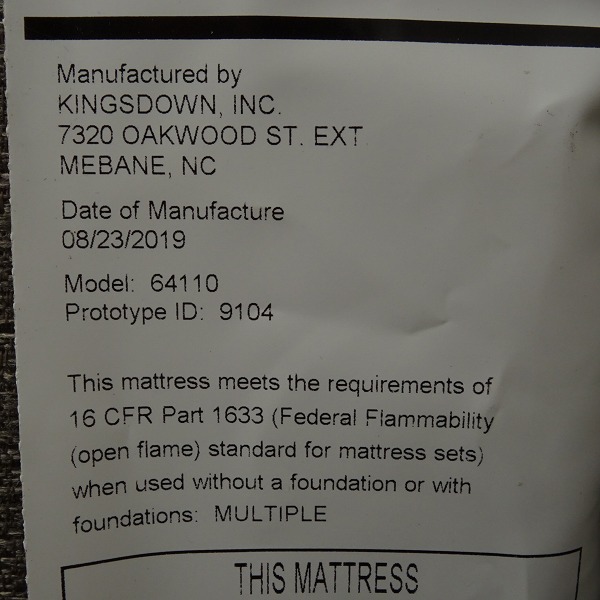 Manufactured by
KINGSDOWN, INC.
7320 OAKWOOD ST. EXT
MEBANE, NC
Date of Manufacture
08/23/2019
Model: 64110
Prototype ID: 9104
This mattress meets the requirements of
16 CFR Part 1633 (Federal Flammability
(open flame) standard for mattress sets)
when used without a foundation or with
foundations: MULTIPLE
THIS MATTRESS